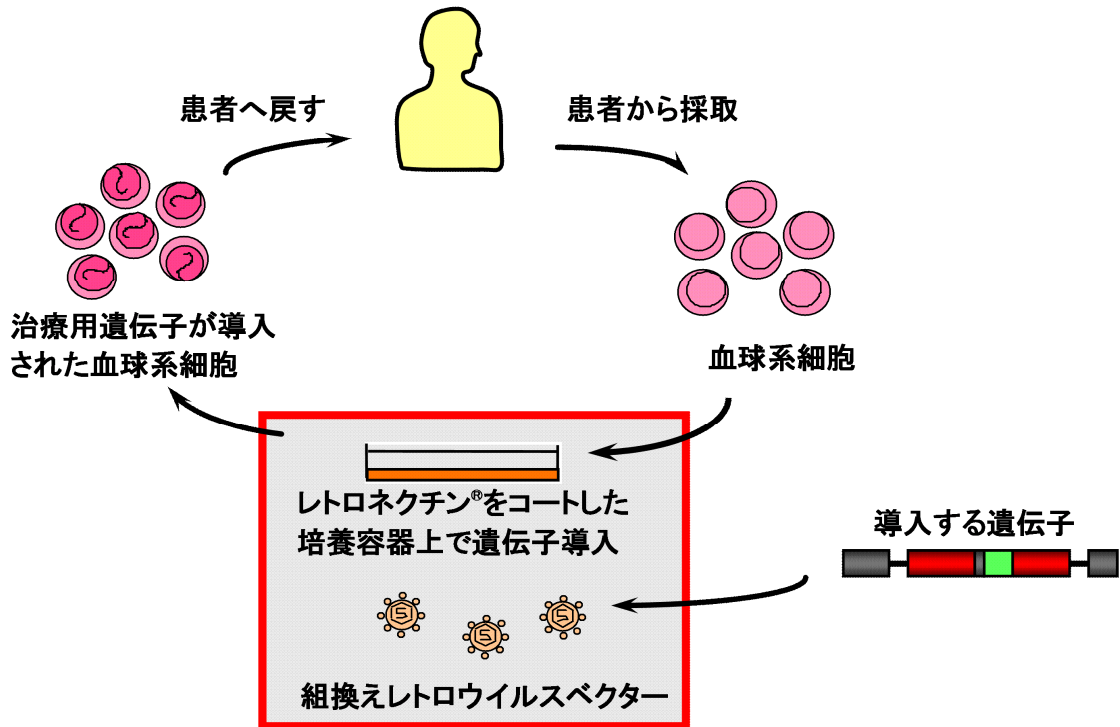 患者へ戻す
患者から採取
治療用遺伝子が導入
された血球系細胞
血球系細胞
レトロネクチン®をコートした
培養容器上で遺伝子導入
導入する遺伝子
組換えレトロウイルスベクター